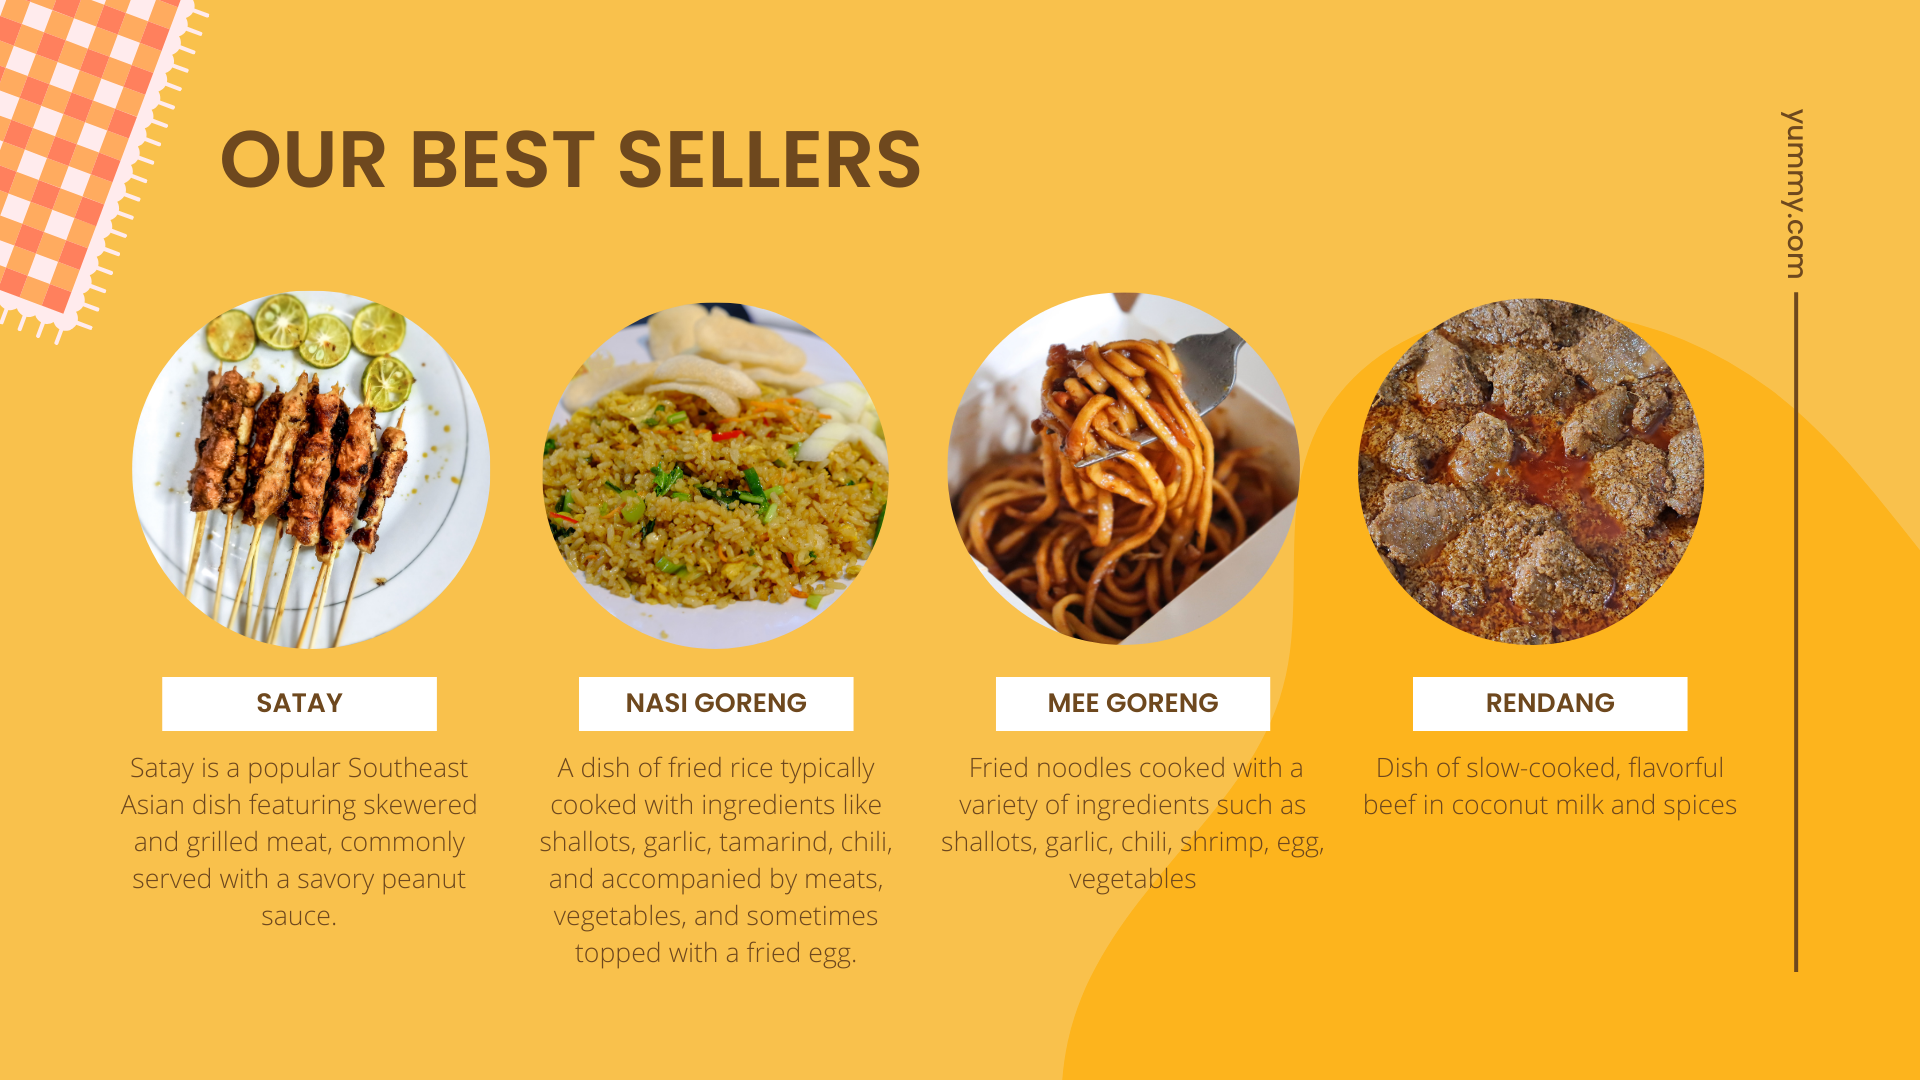 OUR BEST SELLERS
yummy.com
SATAY
Satay is a popular Southeast
Asian dish featuring skewered
and grilled meat, commonly
served with a savory peanut
sauce.
NASI GORENG
A dish of fried rice typically
cooked with ingredients like
shallots, garlic, tamarind, chili,
and accompanied by meats,
vegetables, and sometimes
topped with a fried egg.
MEE GORENG
Fried noodles cooked with a
variety of ingredients such as
shallots, garlic, chili, shrimp, egg,
vegetables
RENDANG
Dish of slow-cooked, flavorful
beef in coconut milk and spices